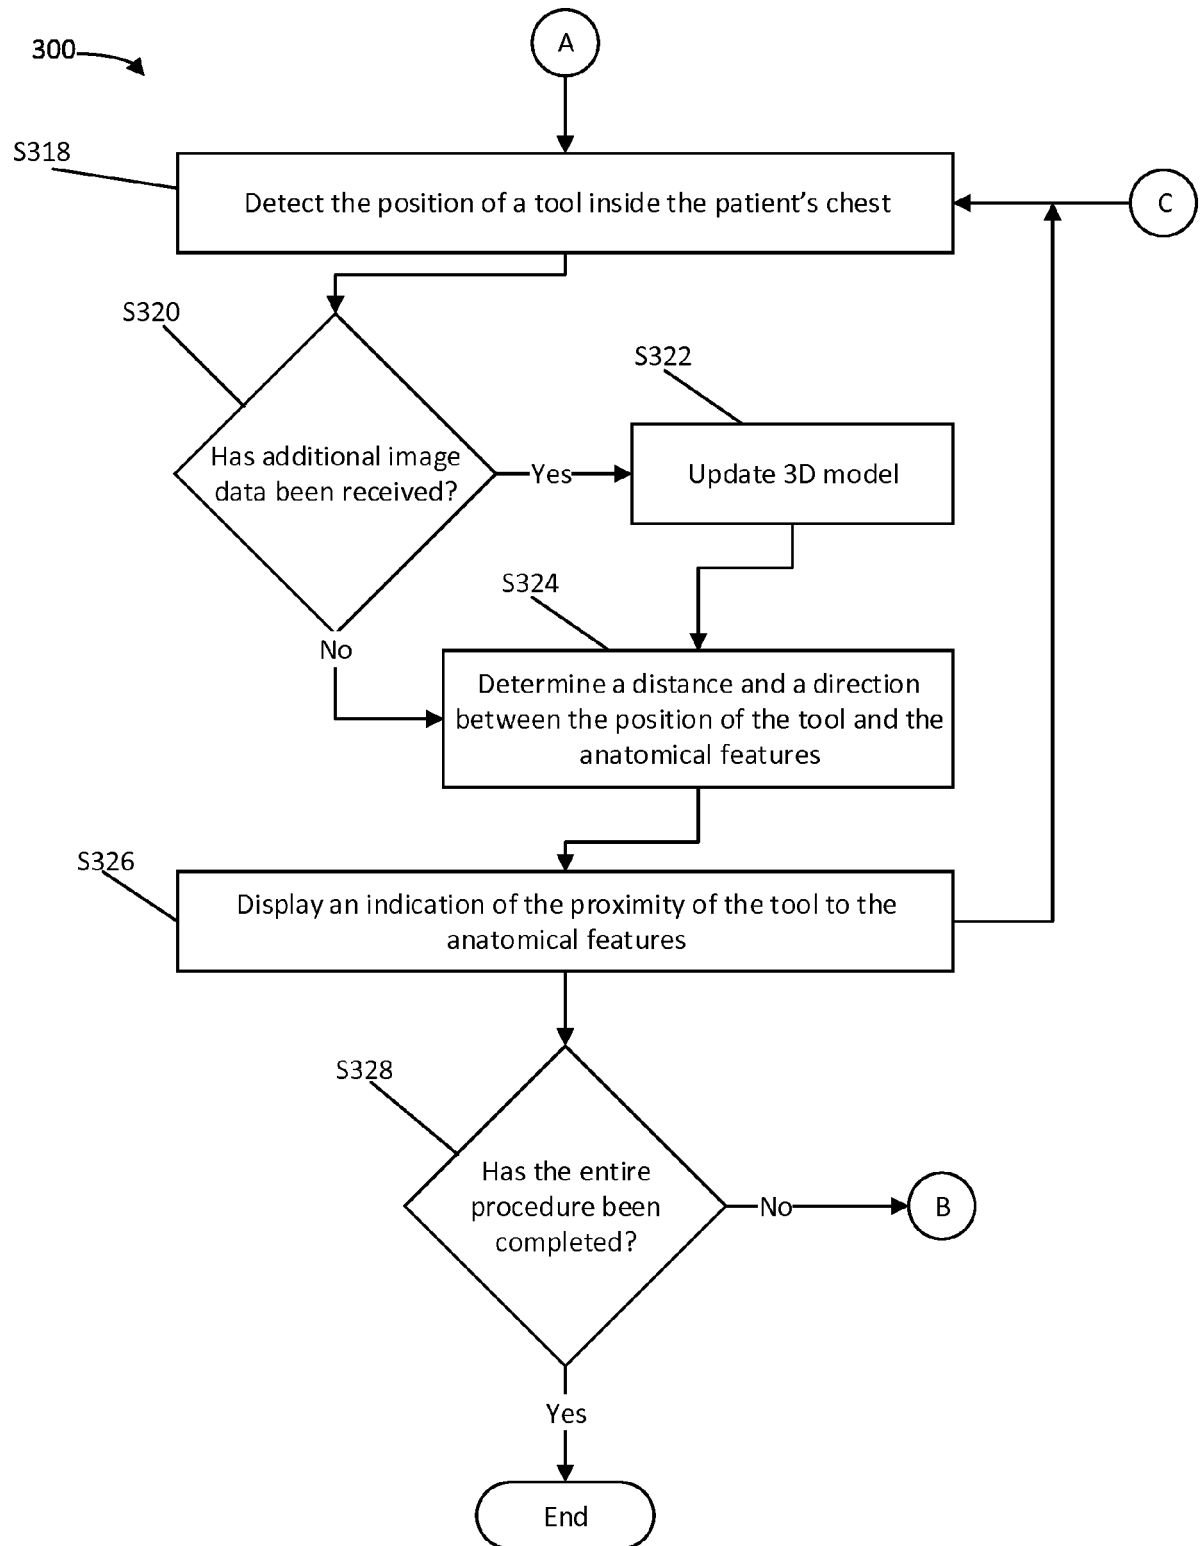 300
A
S318
Detect the position of a tool inside the patient's chest
C
S320
S322
Has additional image
data been received?
Yes
Update 3D model
S324
No
Determine a distance and a direction
between the position of the tool and the
anatomical features
S326
Display an indication of the proximity of the tool to the
anatomical features
S328
Has the entire
procedure been
completed?
No
B
Yes
End